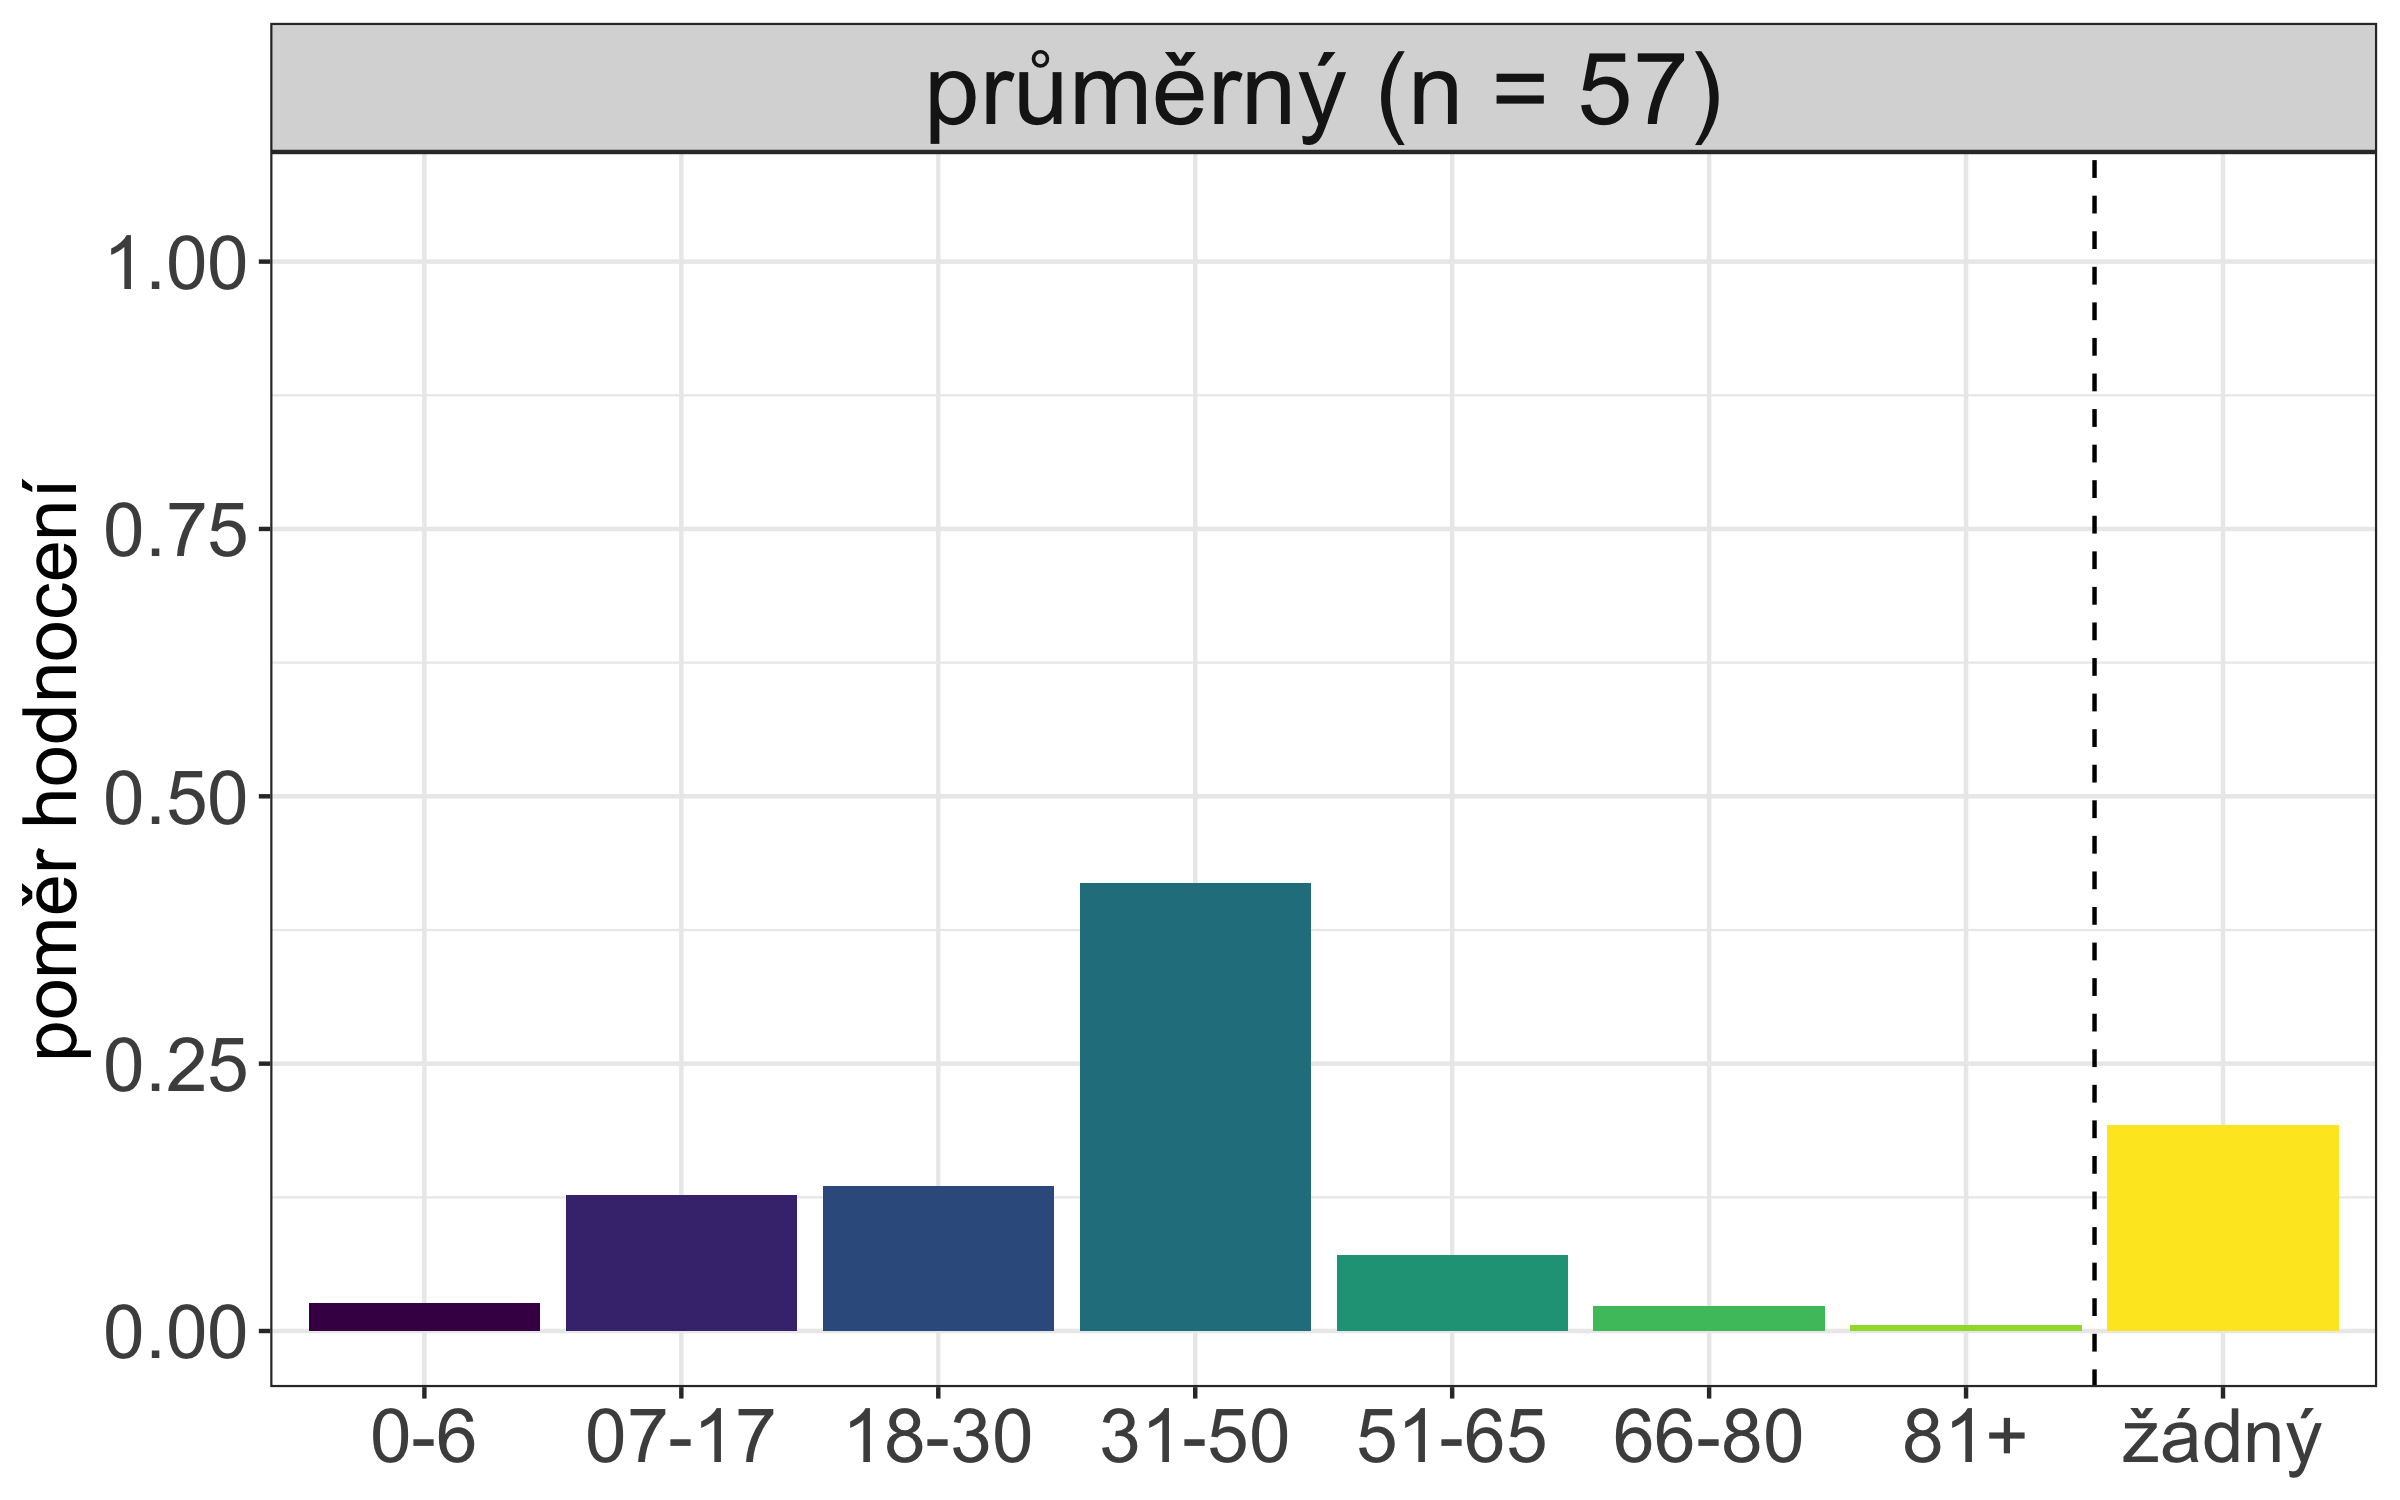 průměrný (n = 57)
poměr hodnocení
1.00
0.75
0.50
0.25
0.00
0-6 07-17 18-30 31-50 51-65 66-80 81+ žádný